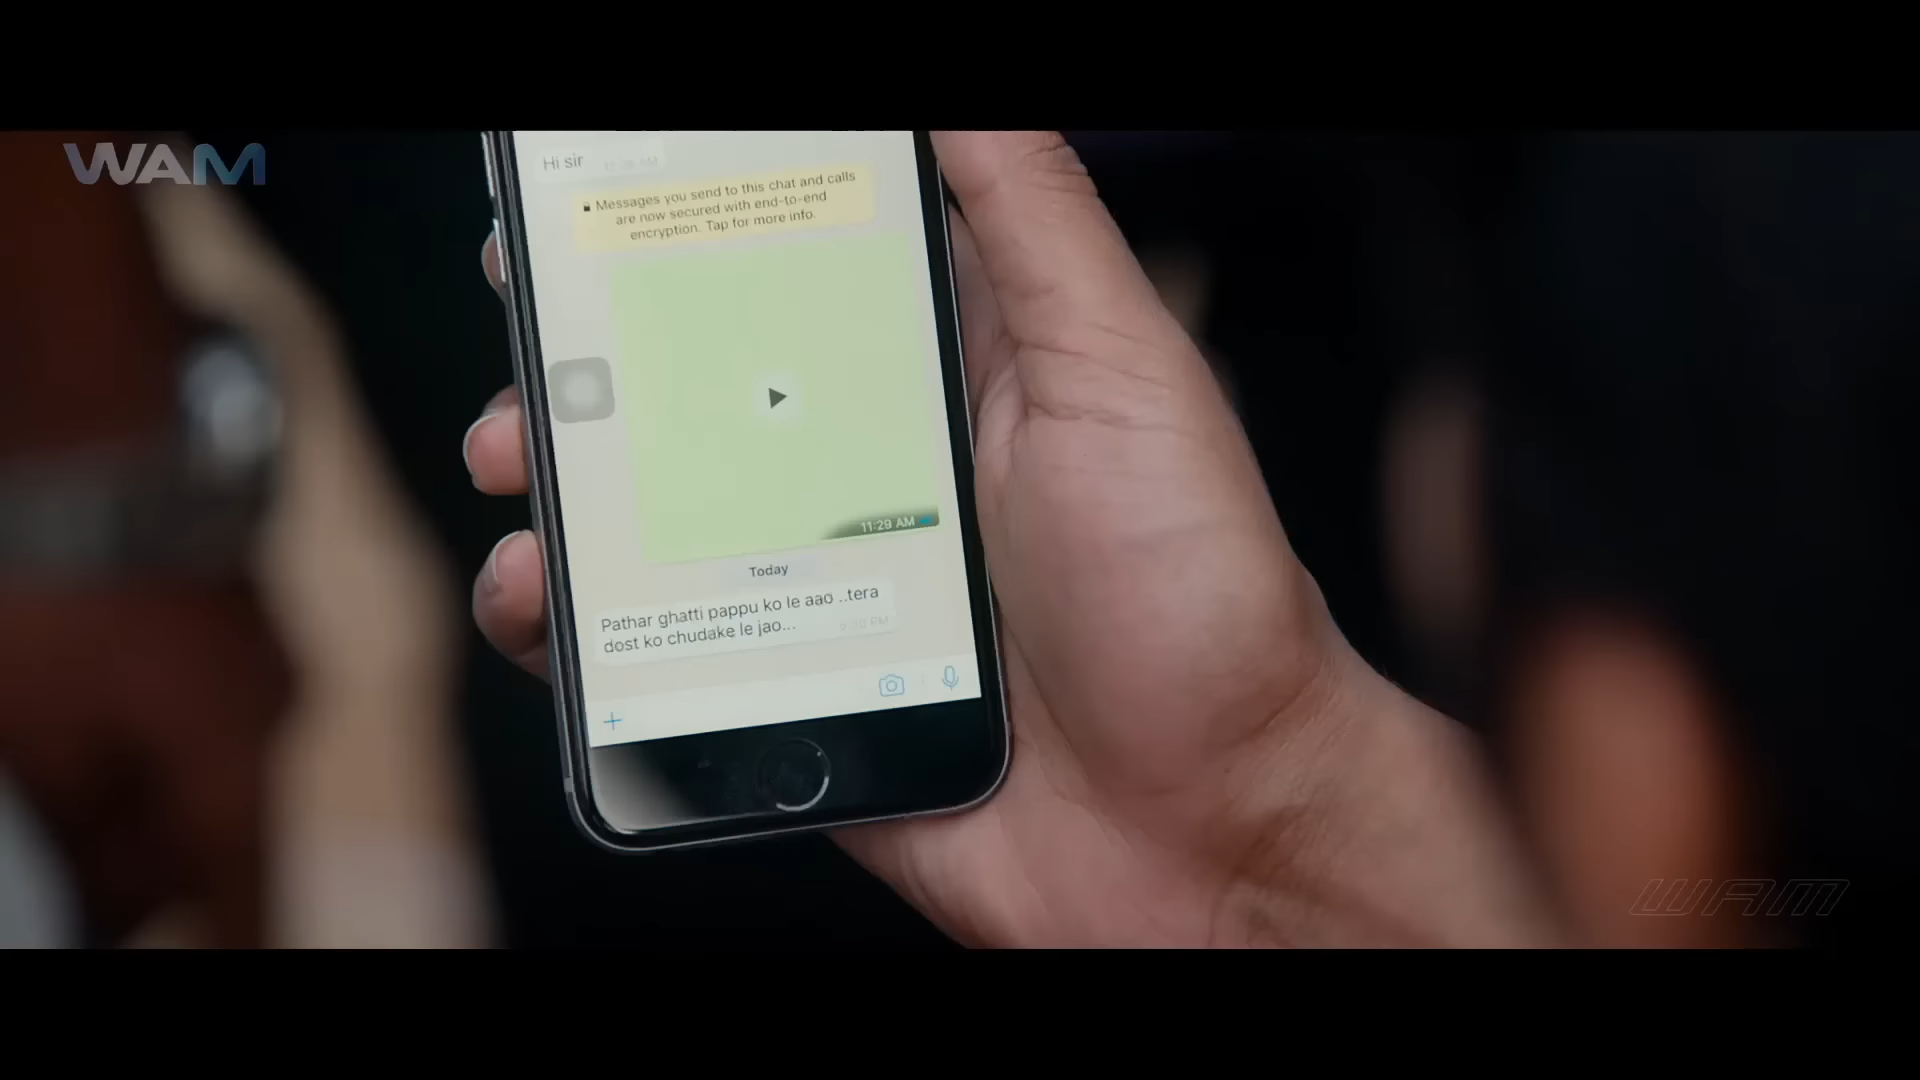 WAM
Hi sir
Messages you send to this chat and calls
are now secured with end-to-end
encryption. Tap for more info.
11:29 AM
Today
Pathar ghatti pappu ko le aao ..tera
dost ko chudake le jao...
WAM